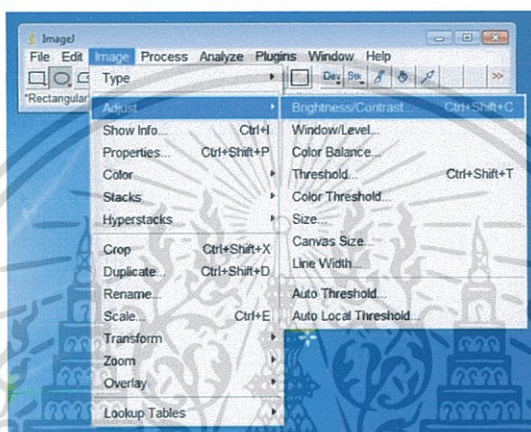 ImageJ
File Edit Image Process Analyze Plugins Window Help
Dev Stk >>
*Rectangular
Type
Adjust
Show Info... Ctrl+I
Properties... Ctrl+Shift+P
Color
Stacks
Hyperstacks
Crop Ctrl+Shift+X
Duplicate... Ctrl+Shift+D
Rename...
Scale... Ctrl+E
Transform
Zoom
Overlay
Lookup Tables
Brightness/Contrast... Ctrl+Shift+C
Window/Level...
Color Balance...
Threshold... Ctrl+Shift+T
Color Threshold...
Size...
Canvas Size...
Line Width...
Auto Threshold...
Auto Local Threshold...